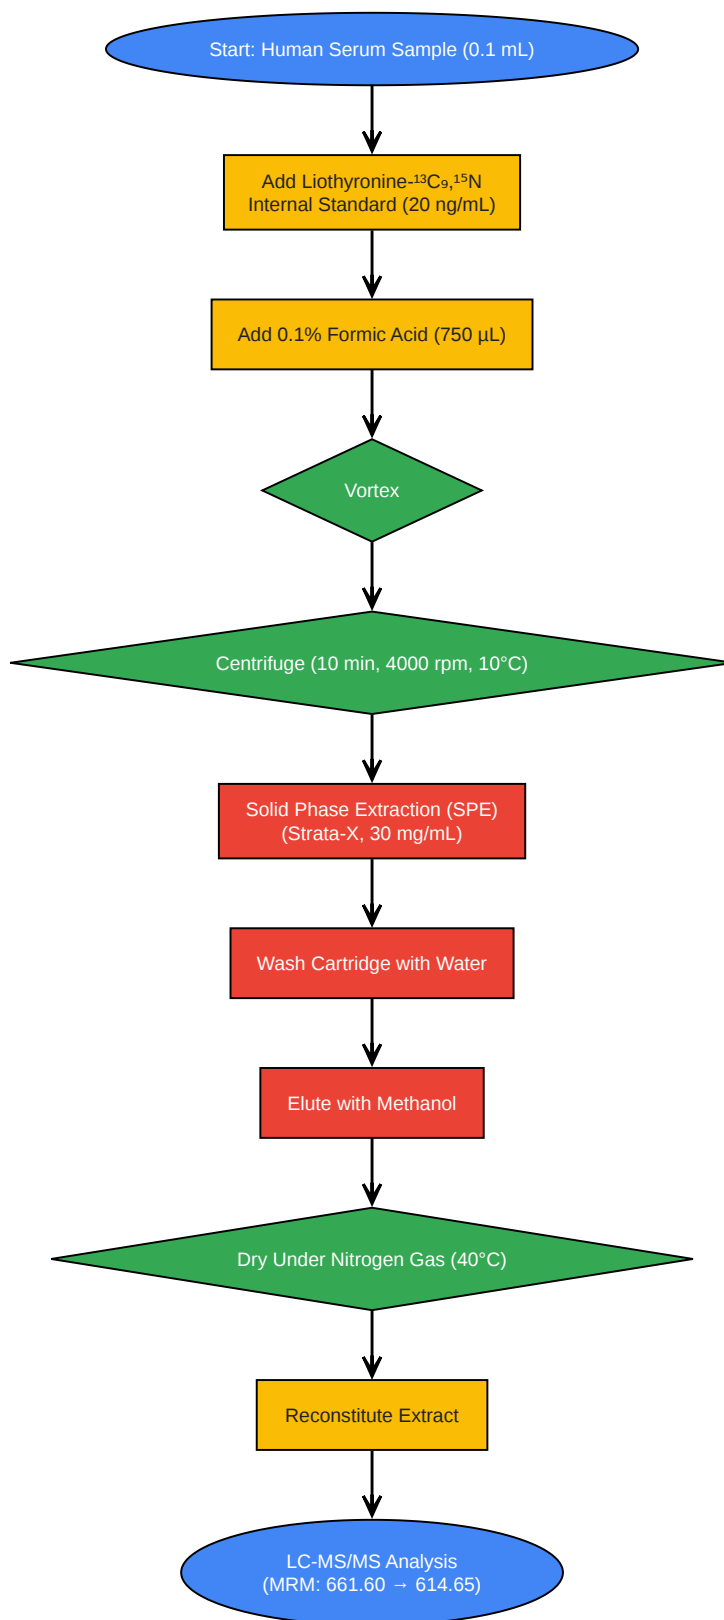 Start: Human Serum Sample (0.1 mL)
Add Liothyronine-¹³C₉,¹⁵N
Internal Standard (20 ng/mL)
Add 0.1% Formic Acid (750 µL)
Vortex
Centrifuge (10 min, 4000 rpm, 10°C)
Solid Phase Extraction (SPE)
(Strata-X, 30 mg/mL)
Wash Cartridge with Water
Elute with Methanol
Dry Under Nitrogen Gas (40°C)
Reconstitute Extract
LC-MS/MS Analysis
(MRM: 661.60 → 614.65)